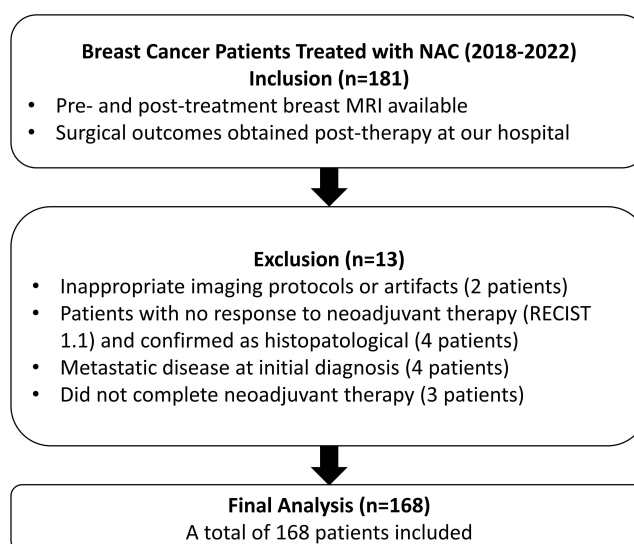 Breast Cancer Patients Treated with NAC (2018-2022)
Inclusion (n=181)
• Pre- and post-treatment breast MRI available
• Surgical outcomes obtained post-therapy at our hospital
Exclusion (n=13)
• Inappropriate imaging protocols or artifacts (2 patients)
• Patients with no response to neoadjuvant therapy (RECIST
1.1) and confirmed as histopatological (4 patients)
• Metastatic disease at initial diagnosis (4 patients)
• Did not complete neoadjuvant therapy (3 patients)
Final Analysis (n=168)
A total of 168 patients included